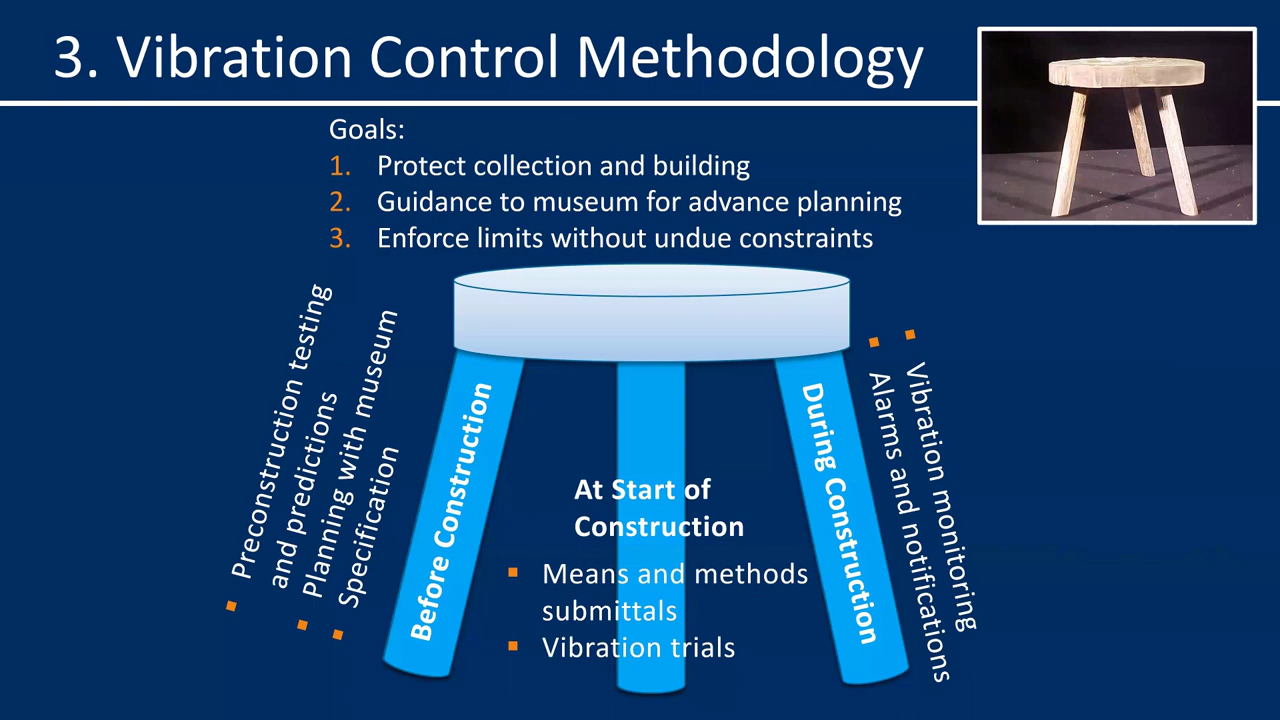 3. Vibration Control Methodology
Goals:
1. Protect collection and building
2. Guidance to museum for advance planning
3. Enforce limits without undue constraints
Before Construction
▪ Preconstruction testing
and predictions
▪ Planning with museum
▪ Specification
At Start of
Construction
▪ Means and methods
submittals
▪ Vibration trials
During Construction
▪ Vibration monitoring
▪ Alarms and notifications